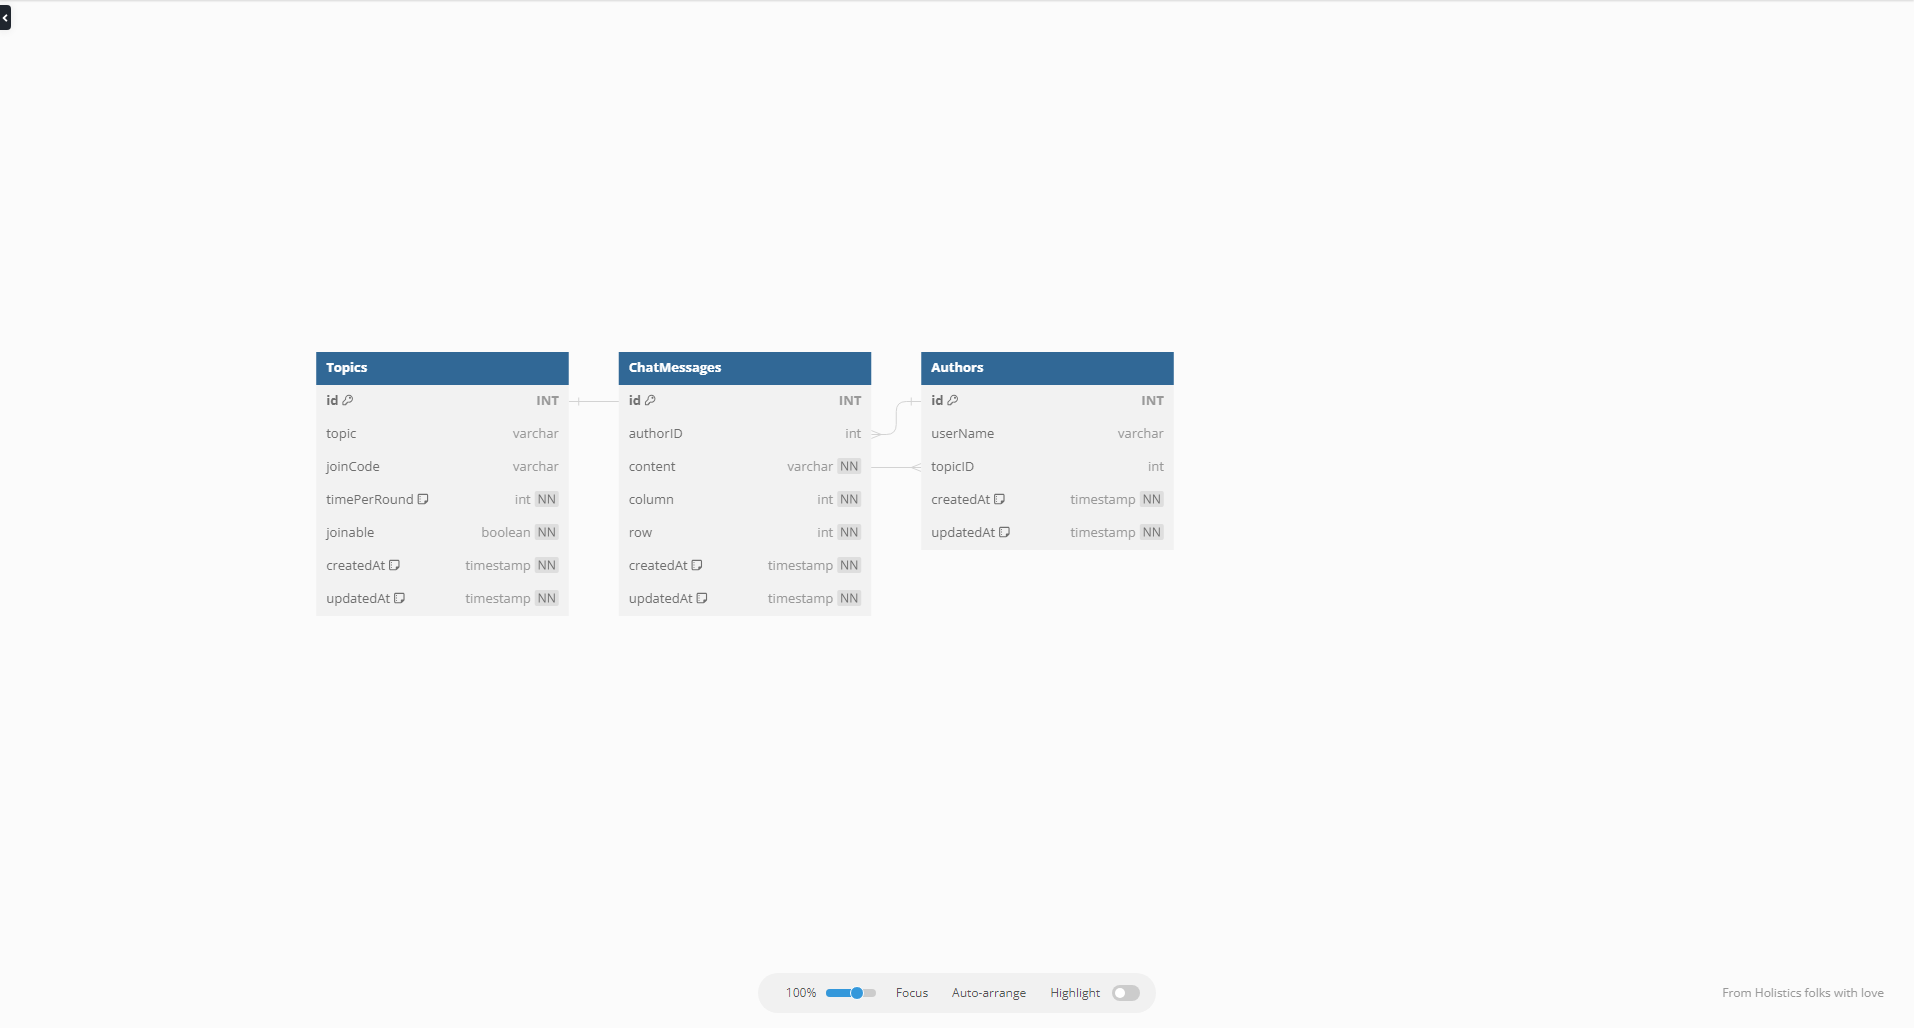 Topics
id INT
topic varchar
joinCode varchar
timePerRound int NN
joinable boolean NN
createdAt timestamp NN
updatedAt timestamp NN
ChatMessages
id INT
authorID int
content varchar NN
column int NN
row int NN
createdAt timestamp NN
updatedAt timestamp NN
Authors
id INT
userName varchar
topicID int
createdAt timestamp NN
updatedAt timestamp NN
100% Focus Auto-arrange Highlight
From Holistics folks with love